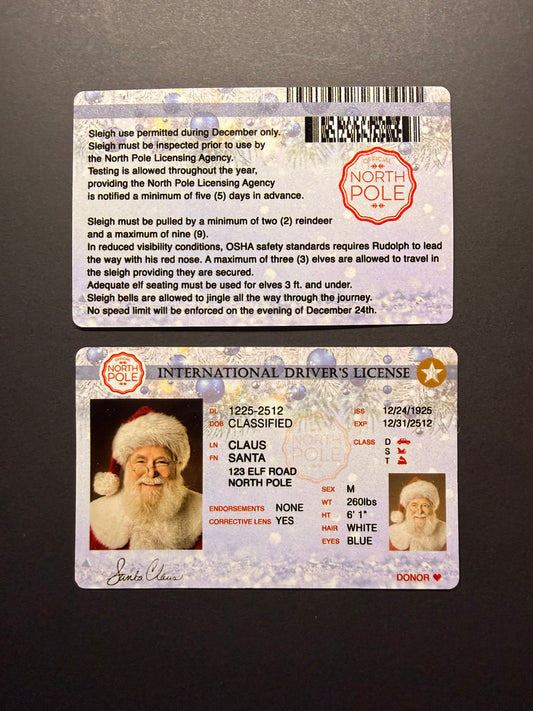 Sleigh use permitted during December only.
Sleigh must be inspected prior to use by
the North Pole Licensing Agency.
Testing is allowed throughout the year,
providing the North Pole Licensing Agency
is notified a minimum of five (5) days in advance.
OFFICIAL
NORTH
POLE
Sleigh must be pulled by a minimum of two (2) reindeer
and a maximum of nine (9).
In reduced visibility conditions, OSHA safety standards requires Rudolph to lead
the way with his red nose. A maximum of three (3) elves are allowed to travel in
the sleigh providing they are secured.
Adequate elf seating must be used for elves 3 ft. and under.
Sleigh bells are allowed to jingle all the way through the journey.
No speed limit will be enforced on the evening of December 24th.
OFFICIAL
NORTH
POLE
INTERNATIONAL DRIVER'S LICENSE
DL 1225-2512
DOB CLASSIFIED
LN CLAUS
FN SANTA
123 ELF ROAD
NORTH POLE
ENDORSEMENTS NONE
CORRECTIVE LENS YES
OFFICIAL
NORTH
POLE
ISS 12/24/1925
EXP 12/31/2512
CLASS D
S
T
SEX M
WT 260lbs
HT 6' 1"
HAIR WHITE
EYES BLUE
Santa Claus
DONOR ♥